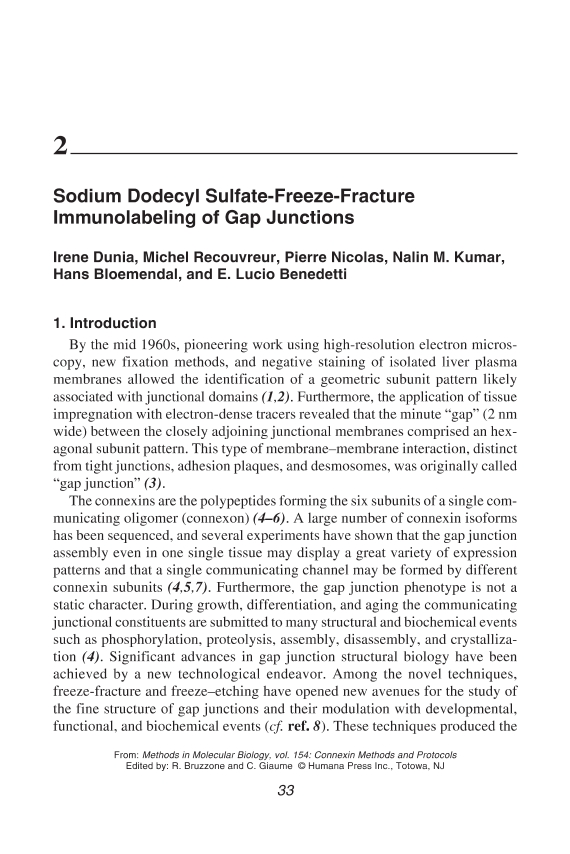 2
Sodium Dodecyl Sulfate-Freeze-Fracture
Immunolabeling of Gap Junctions
Irene Dunia, Michel Recouvreur, Pierre Nicolas, Nalin M. Kumar,
Hans Bloemendal, and E. Lucio Benedetti
1. Introduction
By the mid 1960s, pioneering work using high-resolution electron micros-
copy, new fixation methods, and negative staining of isolated liver plasma
membranes allowed the identification of a geometric subunit pattern likely
associated with junctional domains (1,2). Furthermore, the application of tissue
impregnation with electron-dense tracers revealed that the minute “gap” (2 nm
wide) between the closely adjoining junctional membranes comprised an hex-
agonal subunit pattern. This type of membrane–membrane interaction, distinct
from tight junctions, adhesion plaques, and desmosomes, was originally called
“gap junction” (3).
The connexins are the polypeptides forming the six subunits of a single com-
municating oligomer (connexon) (4–6). A large number of connexin isoforms
has been sequenced, and several experiments have shown that the gap junction
assembly even in one single tissue may display a great variety of expression
patterns and that a single communicating channel may be formed by different
connexin subunits (4,5,7). Furthermore, the gap junction phenotype is not a
static character. During growth, differentiation, and aging the communicating
junctional constituents are submitted to many structural and biochemical events
such as phosphorylation, proteolysis, assembly, disassembly, and crystalliza-
tion (4). Significant advances in gap junction structural biology have been
achieved by a new technological endeavor. Among the novel techniques,
freeze-fracture and freeze–etching have opened new avenues for the study of
the fine structure of gap junctions and their modulation with developmental,
functional, and biochemical events (cf. ref. 8). These techniques produced the
From: Methods in Molecular Biology, vol. 154: Connexin Methods and Protocols
Edited by: R. Bruzzone and C. Giaume © Humana Press Inc., Totowa, NJ
33